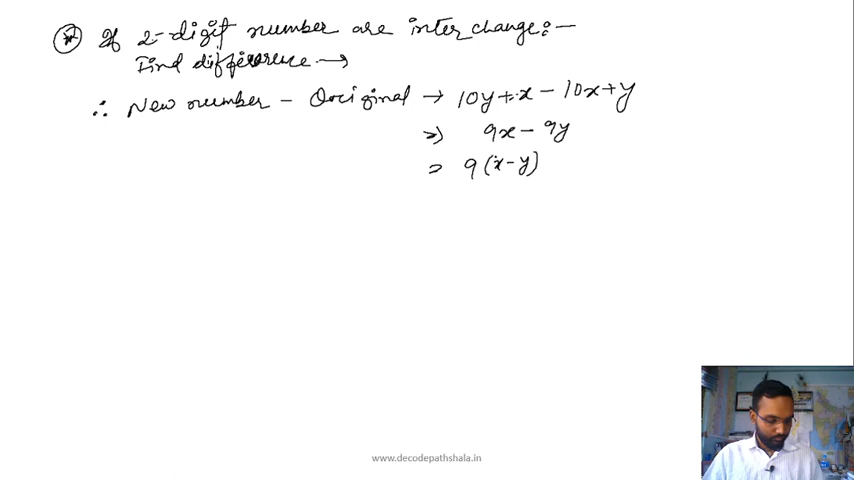 If 2-digit number are interchange:-
Find difference →
∴ New number - Original → 10y + x - 10x + y
⇒ 9x - 9y
= 9(x-y)
www.decodepathshala.in